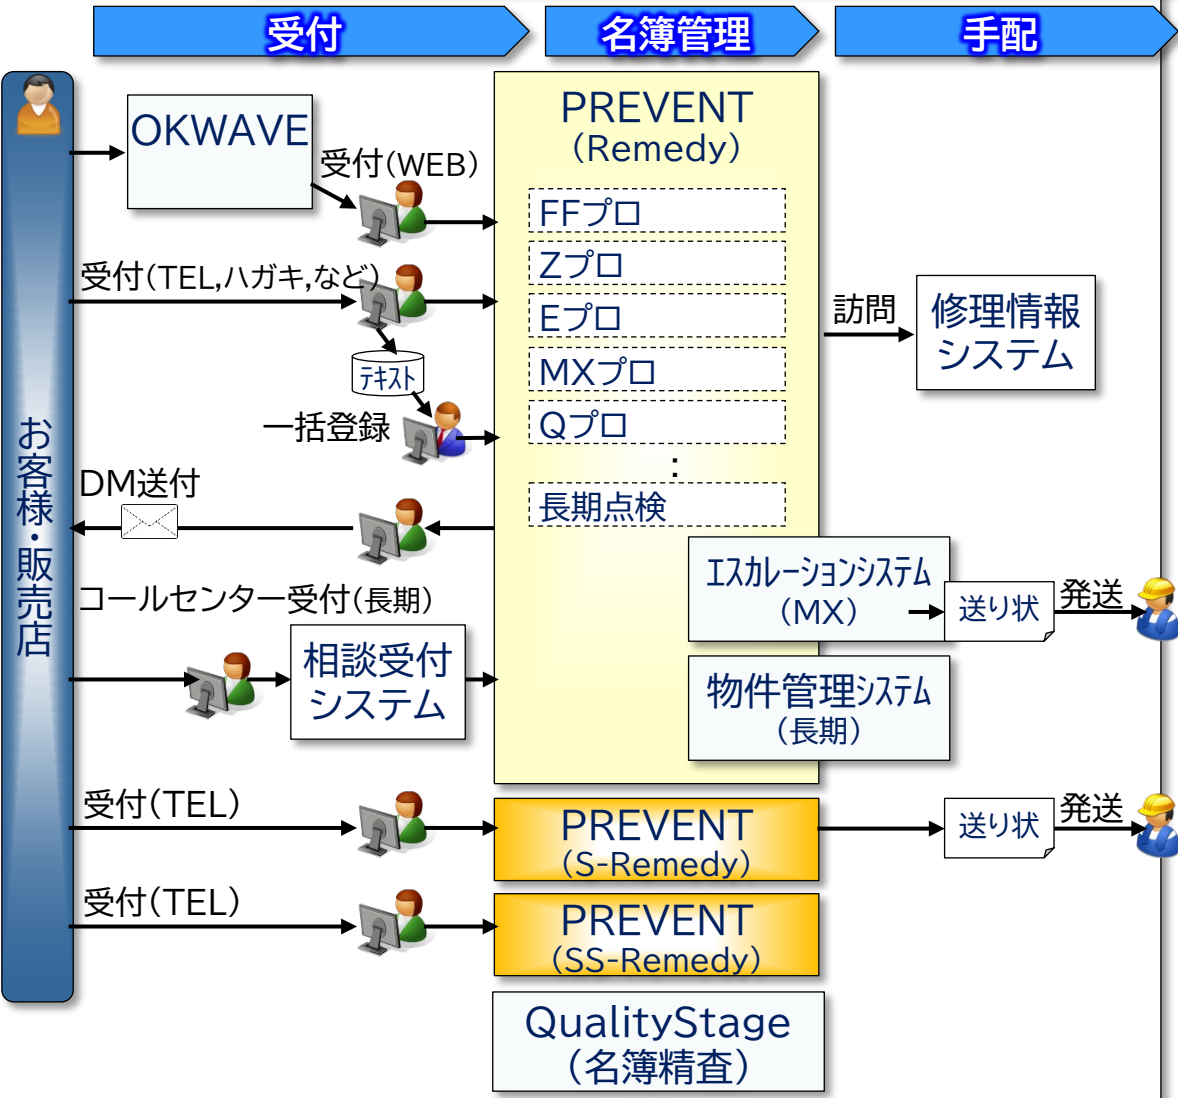 受付
名簿管理
手配
お客様・販売店
OKWAVE
受付(WEB)
受付(TEL,ハガキ,など)
テキスト
一括登録
DM送付
コールセンター受付(長期)
相談受付
システム
受付(TEL)
受付(TEL)
PREVENT
(Remedy)
FFプロ
Zプロ
Eプロ
MXプロ
Qプロ
:
長期点検
エスカレーションシステム
(MX)
物件管理システム
(長期)
PREVENT
(S-Remedy)
PREVENT
(SS-Remedy)
QualityStage
(名簿精査)
訪問
修理情報
システム
送り状
発送
送り状
発送